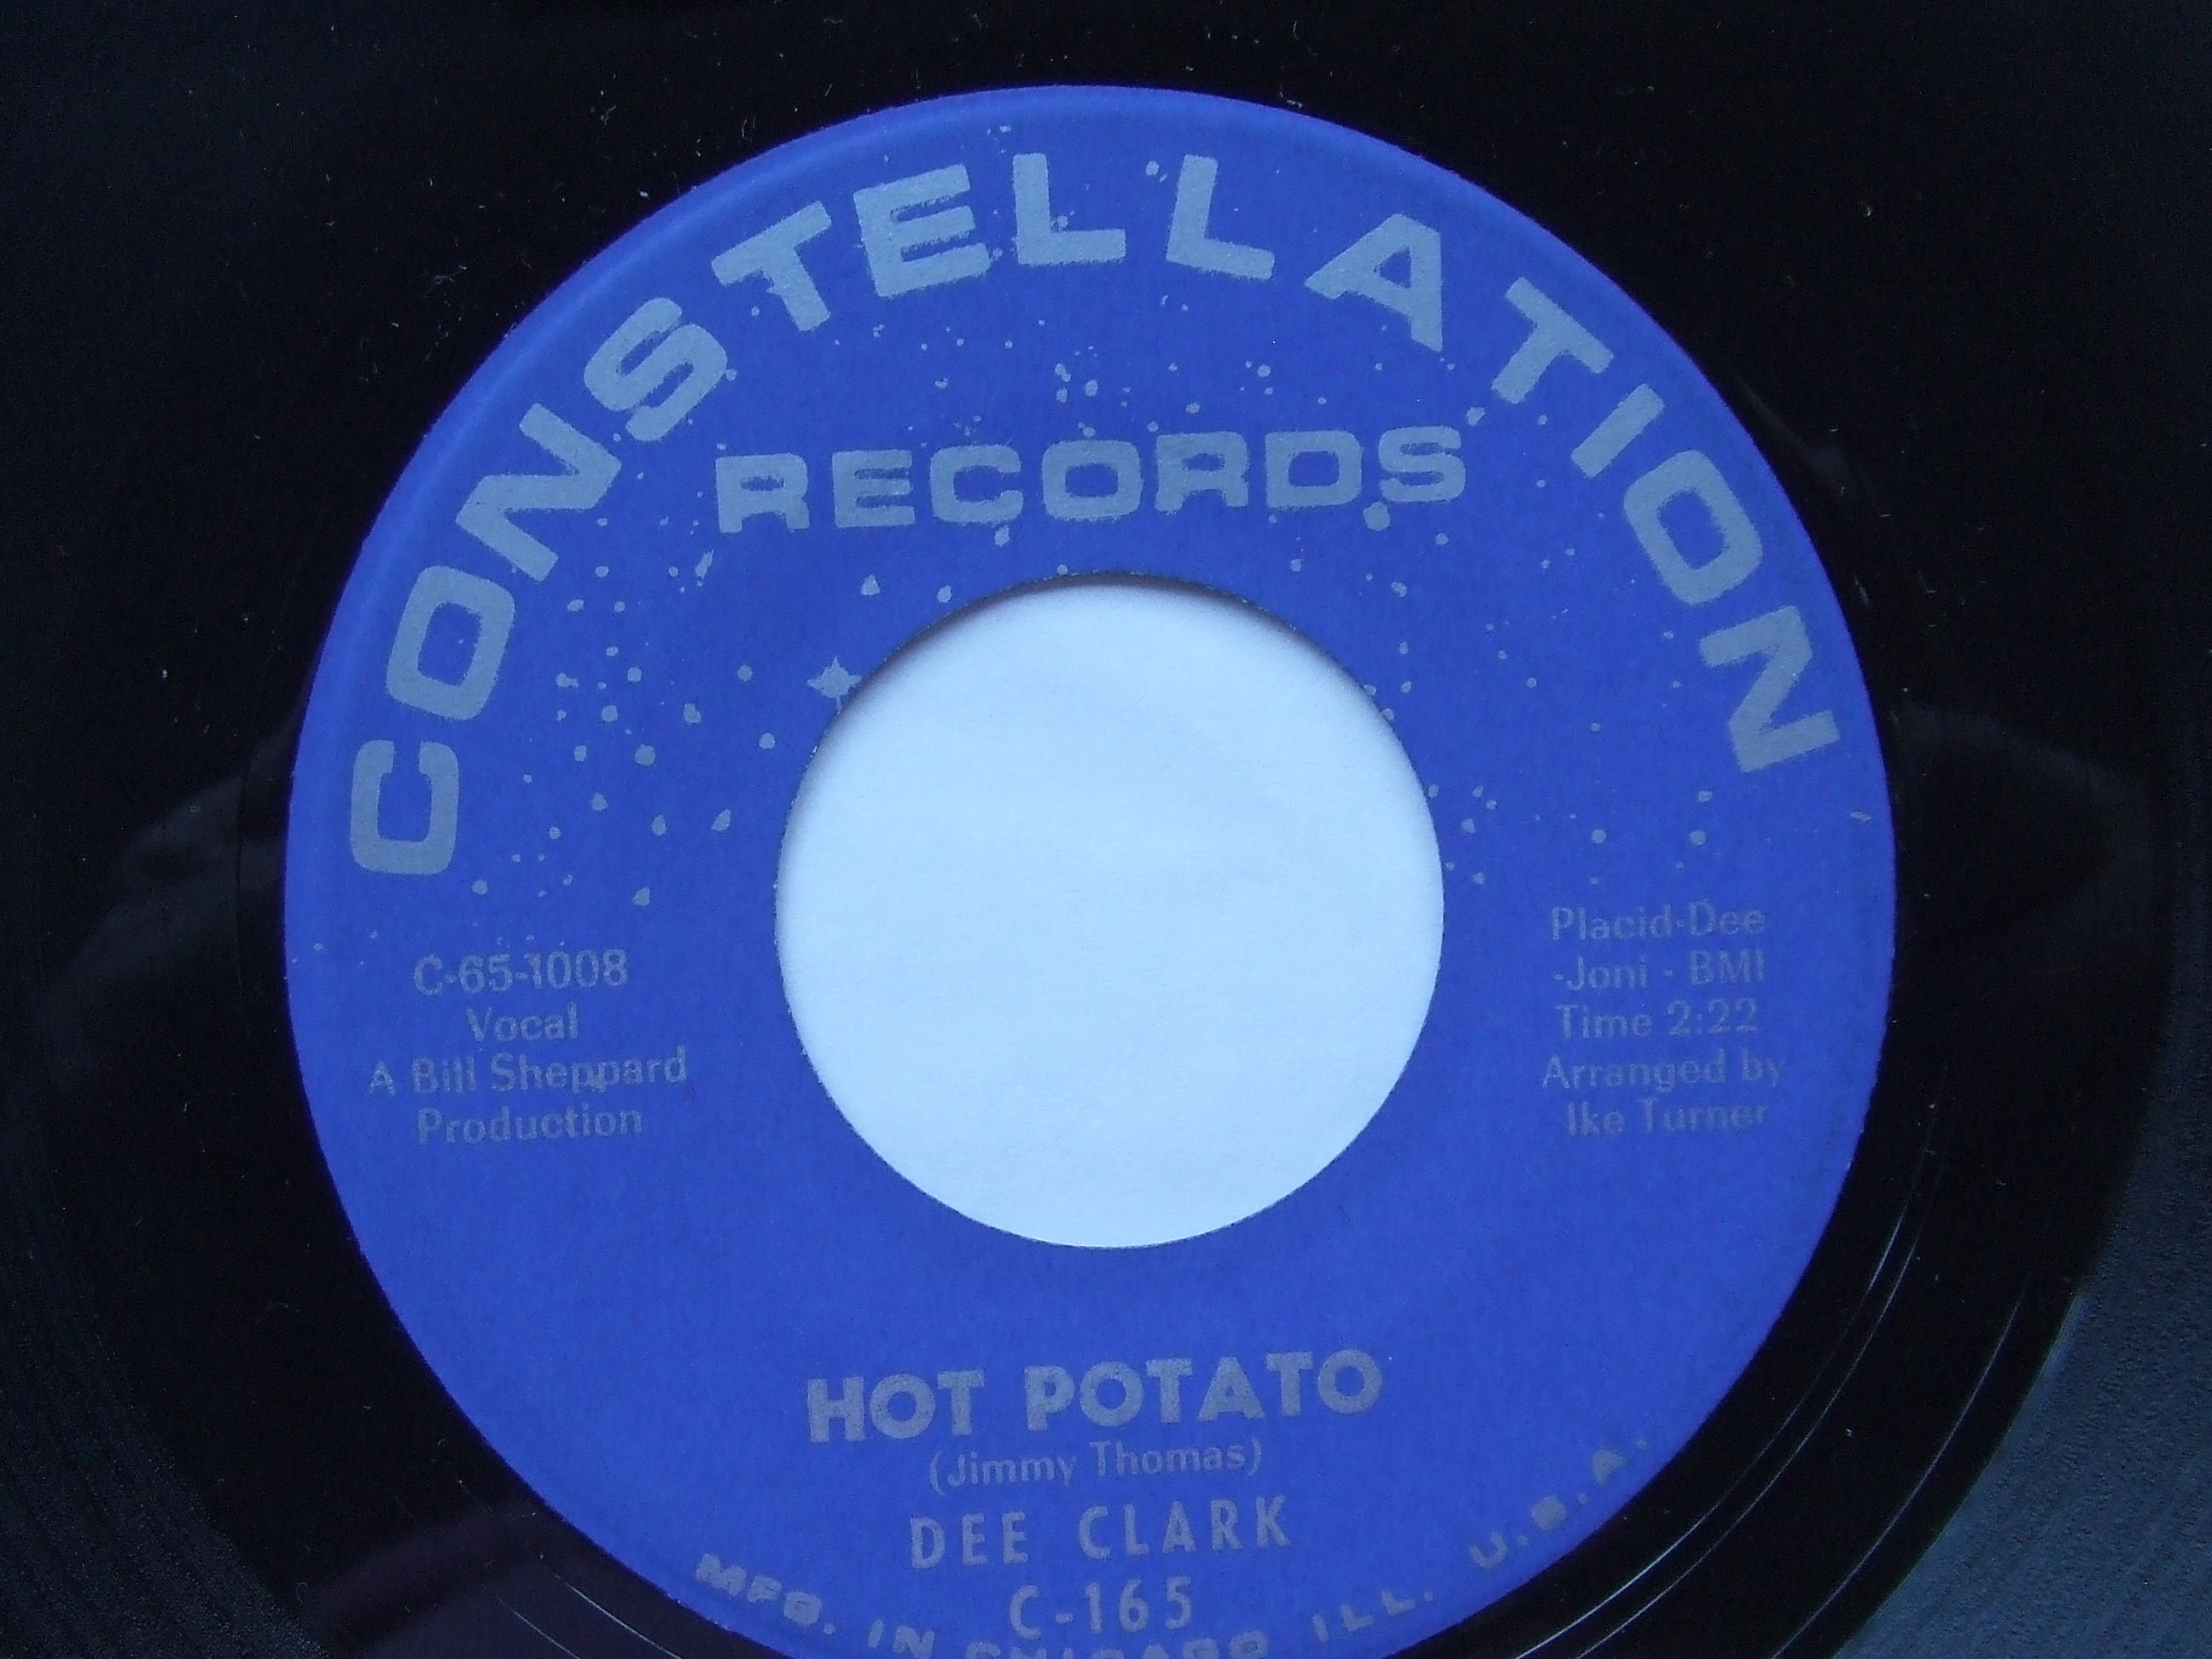 CONSTELLATION
RECORDS
C-65-1008
Vocal
A Bill Sheppard
Production
Placid-Dee
-Joni - BMI
Time 2:22
Arranged by
Ike Turner
HOT POTATO
(Jimmy Thomas)
DEE CLARK
C-165
MFG. IN CHICAGO ILL. U.S.A.